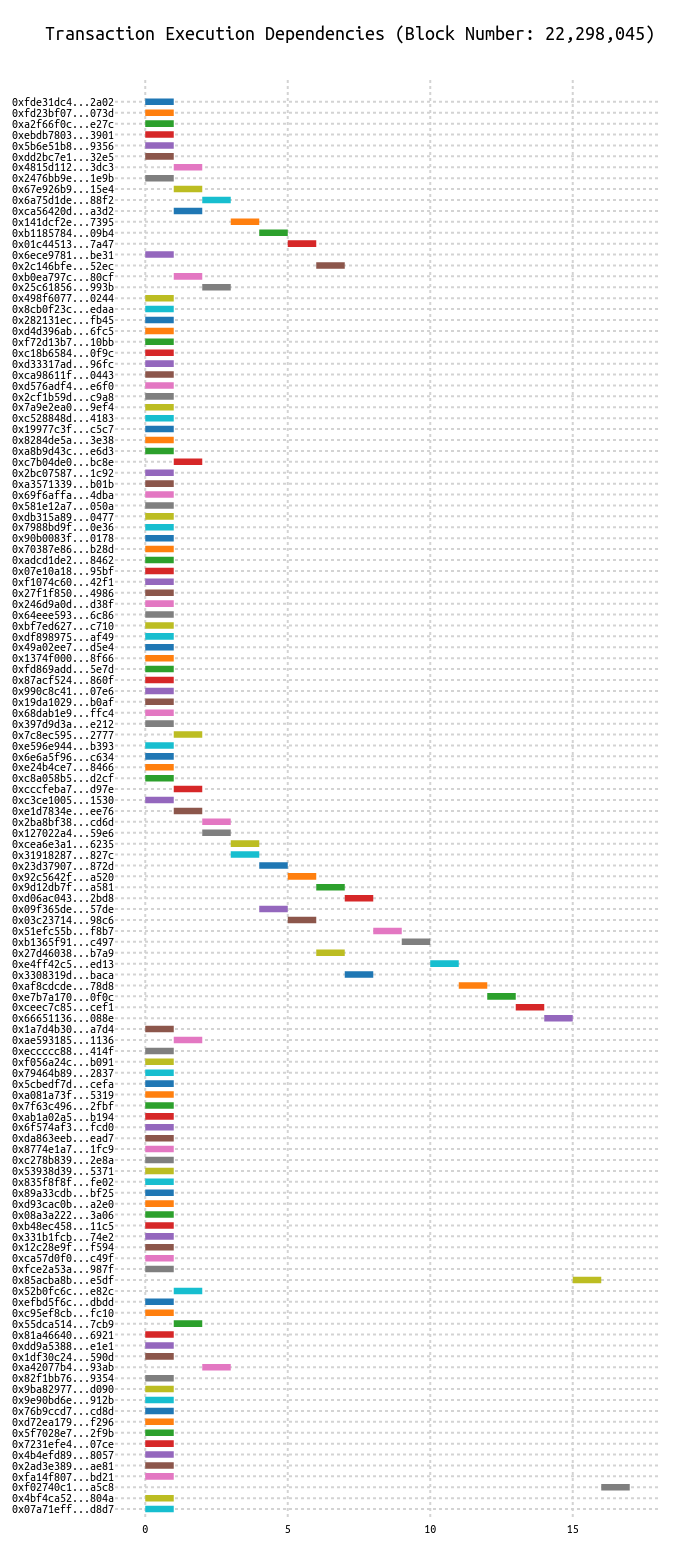 Transaction Execution Dependencies (Block Number: 22,298,045)
0xfde31dc4...2a02
0xfd23bf07...073d
0xa2f66f0c...e27c
0xebdb7803...3901
0x5b6e51b8...9356
0xdd2bc7e1...32e5
0x4815d112...3dc3
0x2476bb9e...1e9b
0x67e926b9...15e4
0x6a75d1de...88f2
0xca56420d...a3d2
0x141dcf2e...7395
0xb1185784...09b4
0x01c44513...7a47
0x6ece9781...be31
0x2c146bfe...52ec
0xb0ea797c...80cf
0x25c61856...993b
0x498f6077...0244
0x8cb0f23c...edaa
0x282131ec...fb45
0xd4d396ab...6fc5
0xf72d13b7...10bb
0xc18b6584...0f9c
0xd33317ad...96fc
0xca98611f...0443
0xd576adf4...e6f0
0x2cf1b59d...c9a8
0x7a9e2ea0...9ef4
0xc528848d...4183
0x19977c3f...c5c7
0x8284de5a...3e38
0xa8b9d43c...e6d3
0xc7b04de0...bc8e
0x2bc07587...1c92
0xa3571339...b01b
0x69f6affa...4dba
0x581e12a7...050a
0xdb315a89...0477
0x7988bd9f...0e36
0x90b0083f...0178
0x70387e86...b28d
0xadcd1de2...8462
0x07e10a18...95bf
0xf1074c60...42f1
0x27f1f850...4986
0x246d9a0d...d38f
0x64eee593...6c86
0xbf7ed627...c710
0xdf898975...af49
0x49a02ee7...d5e4
0x1374f000...8f66
0xfd869add...5e7d
0x87acf524...860f
0x990c8c41...07e6
0x19da1029...b0af
0x68dab1e9...ffc4
0x397d9d3a...e212
0x7c8ec595...2777
0xe596e944...b393
0x6e6a5f96...c634
0xe24b4ce7...8466
0xc8a058b5...d2cf
0xcccfeba7...d97e
0xc3ce1005...1530
0xe1d7834e...ee76
0x2ba8bf38...cd6d
0x127022a4...59e6
0xcea6e3a1...6235
0x31918287...827c
0x23d37907...872d
0x92c5642f...a520
0x9d12db7f...a581
0xd06ac043...2bd8
0x09f365de...57de
0x03c23714...98c6
0x51efc55b...f8b7
0xb1365f91...c497
0x27d46038...b7a9
0xe4ff42c5...ed13
0x3308319d...baca
0xaf8cdcde...78d8
0xe7b7a170...0f0c
0xceec7c85...cef1
0x66651136...088e
0x1a7d4b30...a7d4
0xae593185...1136
0xeccccc88...414f
0xf056a24c...b091
0x79464b89...2837
0x5cbedf7d...cefa
0xa081a73f...5319
0x7f63c496...2fbf
0xab1a02a5...b194
0x6f574af3...fcd0
0xda863eeb...ead7
0x8774e1a7...1fc9
0xc278b839...2e8a
0x53938d39...5371
0x835f8f8f...fe02
0x89a33cdb...bf25
0xd93cac0b...a2e0
0x08a3a222...3a06
0xb48ec458...11c5
0x331b1fcb...74e2
0x12c28e9f...f594
0xca57d0f0...c49f
0xfce2a53a...987f
0x85acba8b...e5df
0x52b0fc6c...e82c
0xefbd5f6c...dbdd
0xc95ef8cb...fc10
0x55dca514...7cb9
0x81a46640...6921
0xdd9a5388...e1e1
0x1df30c24...590d
0xa42077b4...93ab
0x82f1bb76...9354
0x9ba82977...d090
0x9e90bd6e...912b
0x76b9ccd7...cd8d
0xd72ea179...f296
0x5f7028e7...2f9b
0x7231efe4...07ce
0x4b4efd89...8057
0x2ad3e389...ae81
0xfa14f807...bd21
0xf02740c1...a5c8
0x4bf4ca52...804a
0x07a71eff...d8d7
0 5 10 15